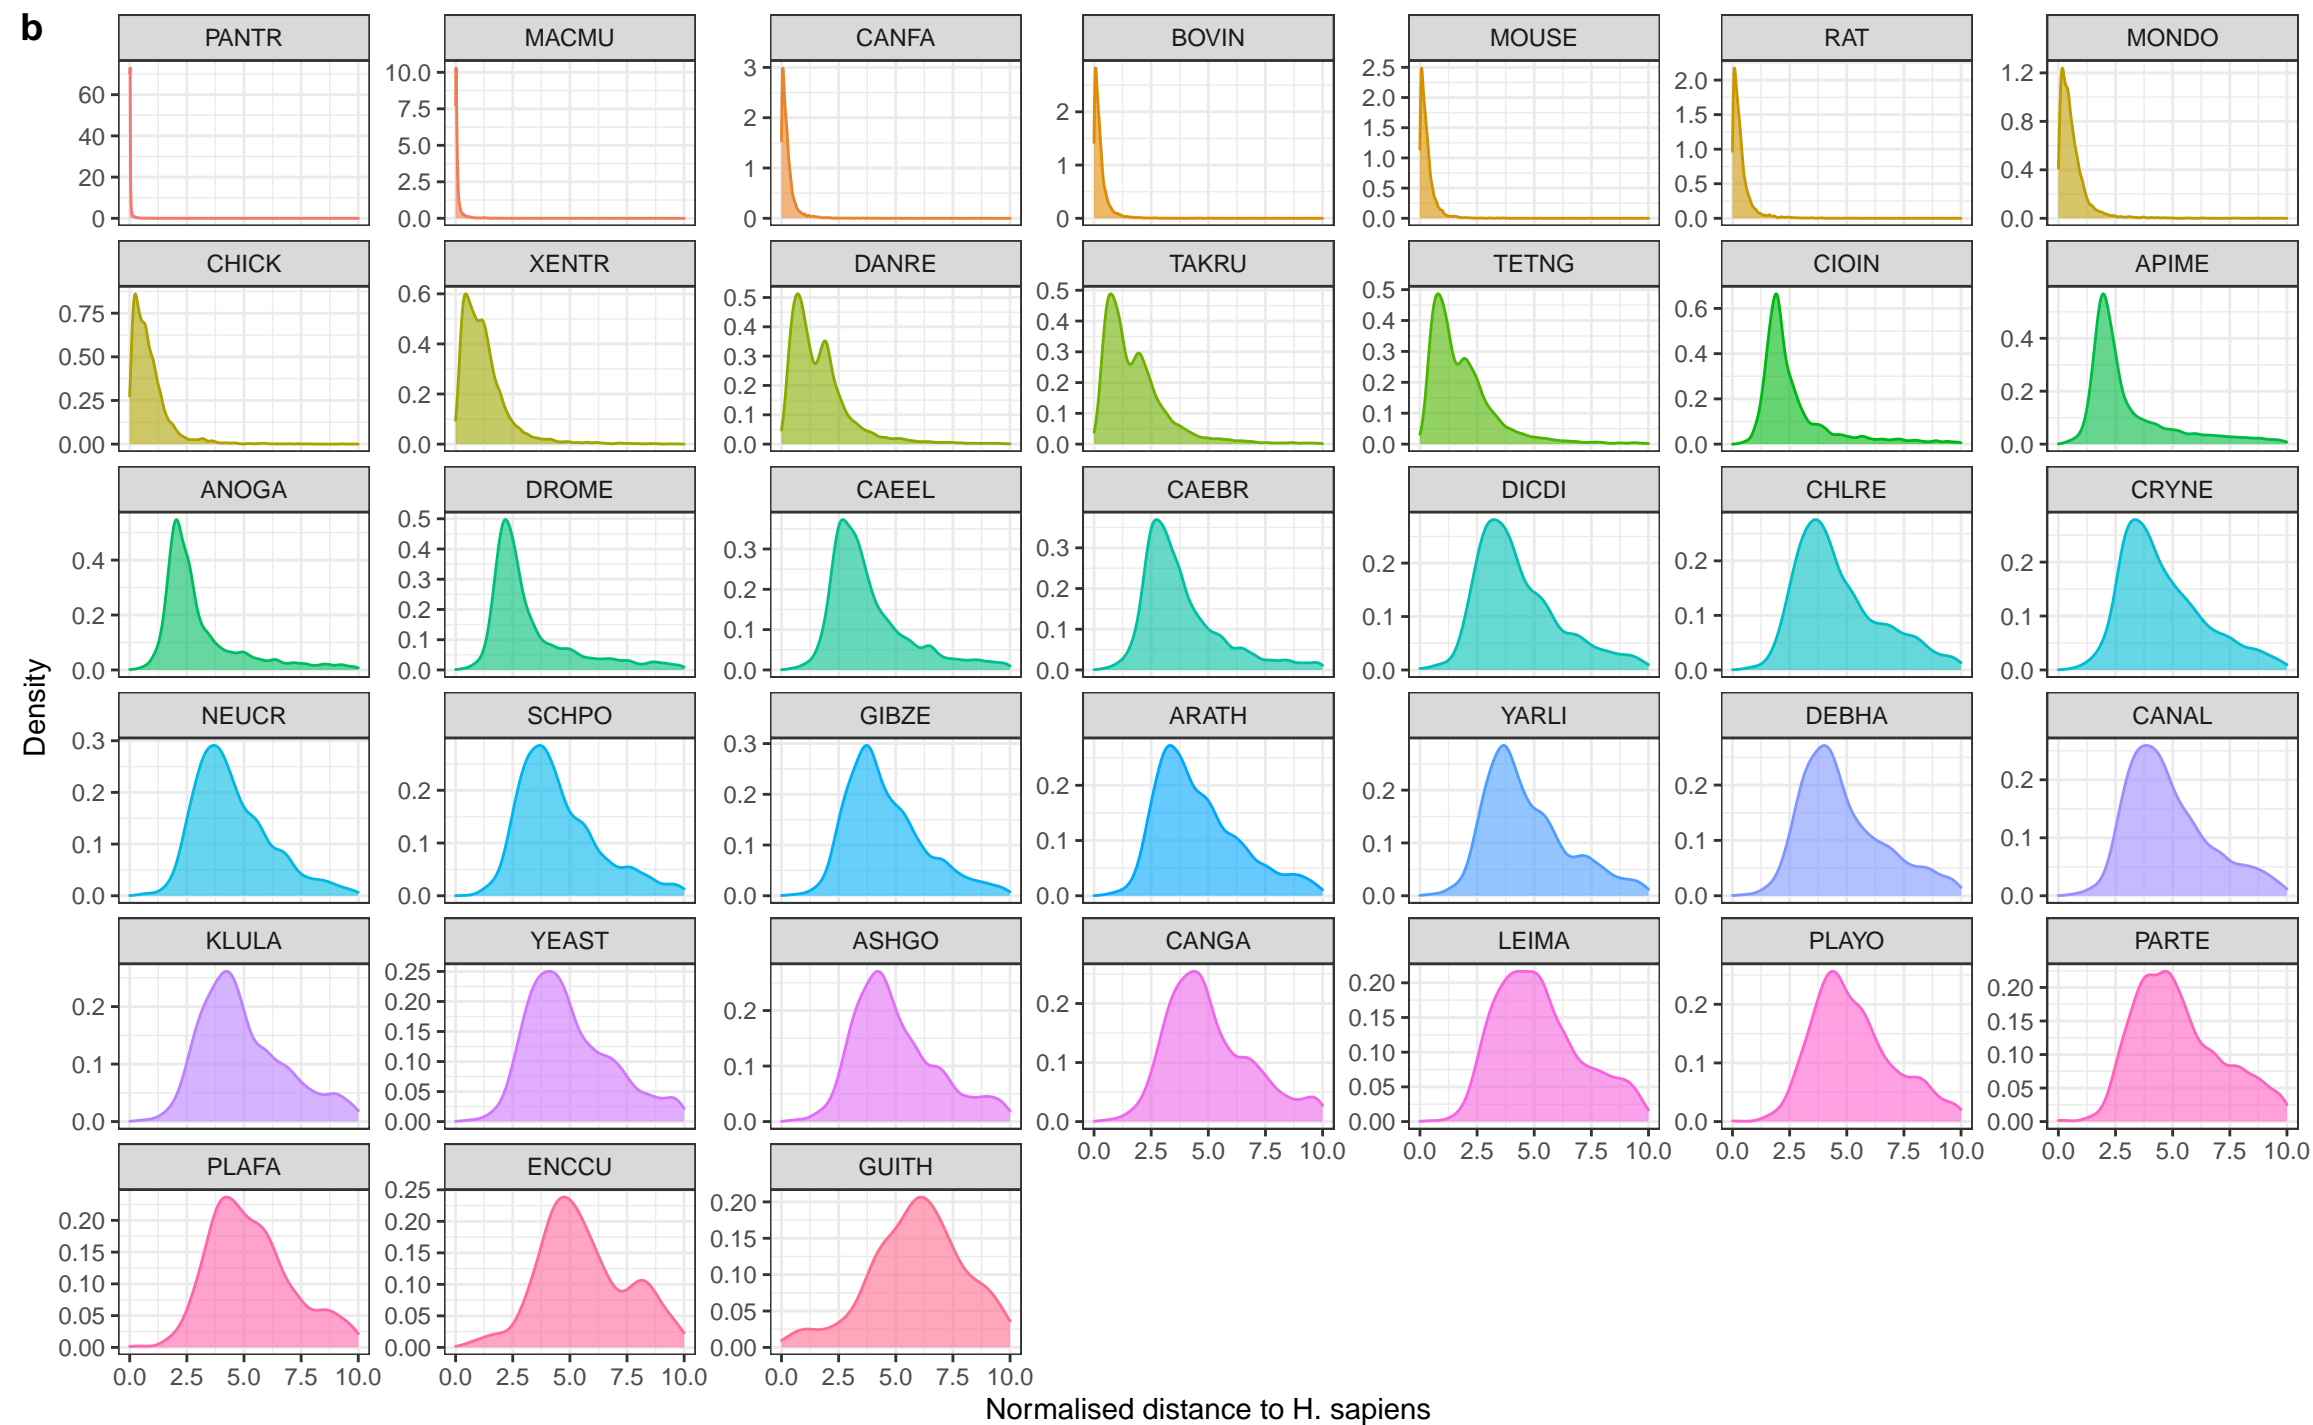 b
PANTR MACMU CANFA BOVIN MOUSE RAT MONDO
60 40 20 0
10.0 7.5 5.0 2.5 0.0
3 2 1 0
2 1 0
2.5 2.0 1.5 1.0 0.5 0.0
2.0 1.5 1.0 0.5 0.0
1.2 0.8 0.4 0.0
CHICK XENTR DANRE TAKRU TETNG CIOIN APIME
0.75 0.50 0.25 0.00
0.6 0.4 0.2 0.0
0.5 0.4 0.3 0.2 0.1 0.0
0.5 0.4 0.3 0.2 0.1 0.0
0.5 0.4 0.3 0.2 0.1 0.0
0.6 0.4 0.2 0.0
0.4 0.2 0.0
ANOGA DROME CAEEL CAEBR DICDI CHLRE CRYNE
0.4 0.2 0.0
0.5 0.4 0.3 0.2 0.1 0.0
0.3 0.2 0.1 0.0
0.3 0.2 0.1 0.0
0.2 0.1 0.0
0.2 0.1 0.0
0.2 0.1 0.0
Density
NEUCR SCHPO GIBZE ARATH YARLI DEBHA CANAL
0.3 0.2 0.1 0.0
0.2 0.1 0.0
0.3 0.2 0.1 0.0
0.2 0.1 0.0
0.2 0.1 0.0
0.2 0.1 0.0
0.2 0.1 0.0
KLULA YEAST ASHGO CANGA LEIMA PLAYO PARTE
0.2 0.1 0.0
0.25 0.20 0.15 0.10 0.05 0.00
0.2 0.1 0.0
0.2 0.1 0.0
0.20 0.15 0.10 0.05 0.00
0.2 0.1 0.0
0.20 0.15 0.10 0.05 0.00
0.0 2.5 5.0 7.5 10.0 0.0 2.5 5.0 7.5 10.0 0.0 2.5 5.0 7.5 10.0 0.0 2.5 5.0 7.5 10.0
PLAFA ENCCU GUITH
0.20 0.15 0.10 0.05 0.00
0.25 0.20 0.15 0.10 0.05 0.00
0.20 0.15 0.10 0.05 0.00
0.0 2.5 5.0 7.5 10.0 0.0 2.5 5.0 7.5 10.0 0.0 2.5 5.0 7.5 10.0
Normalised distance to H. sapiens